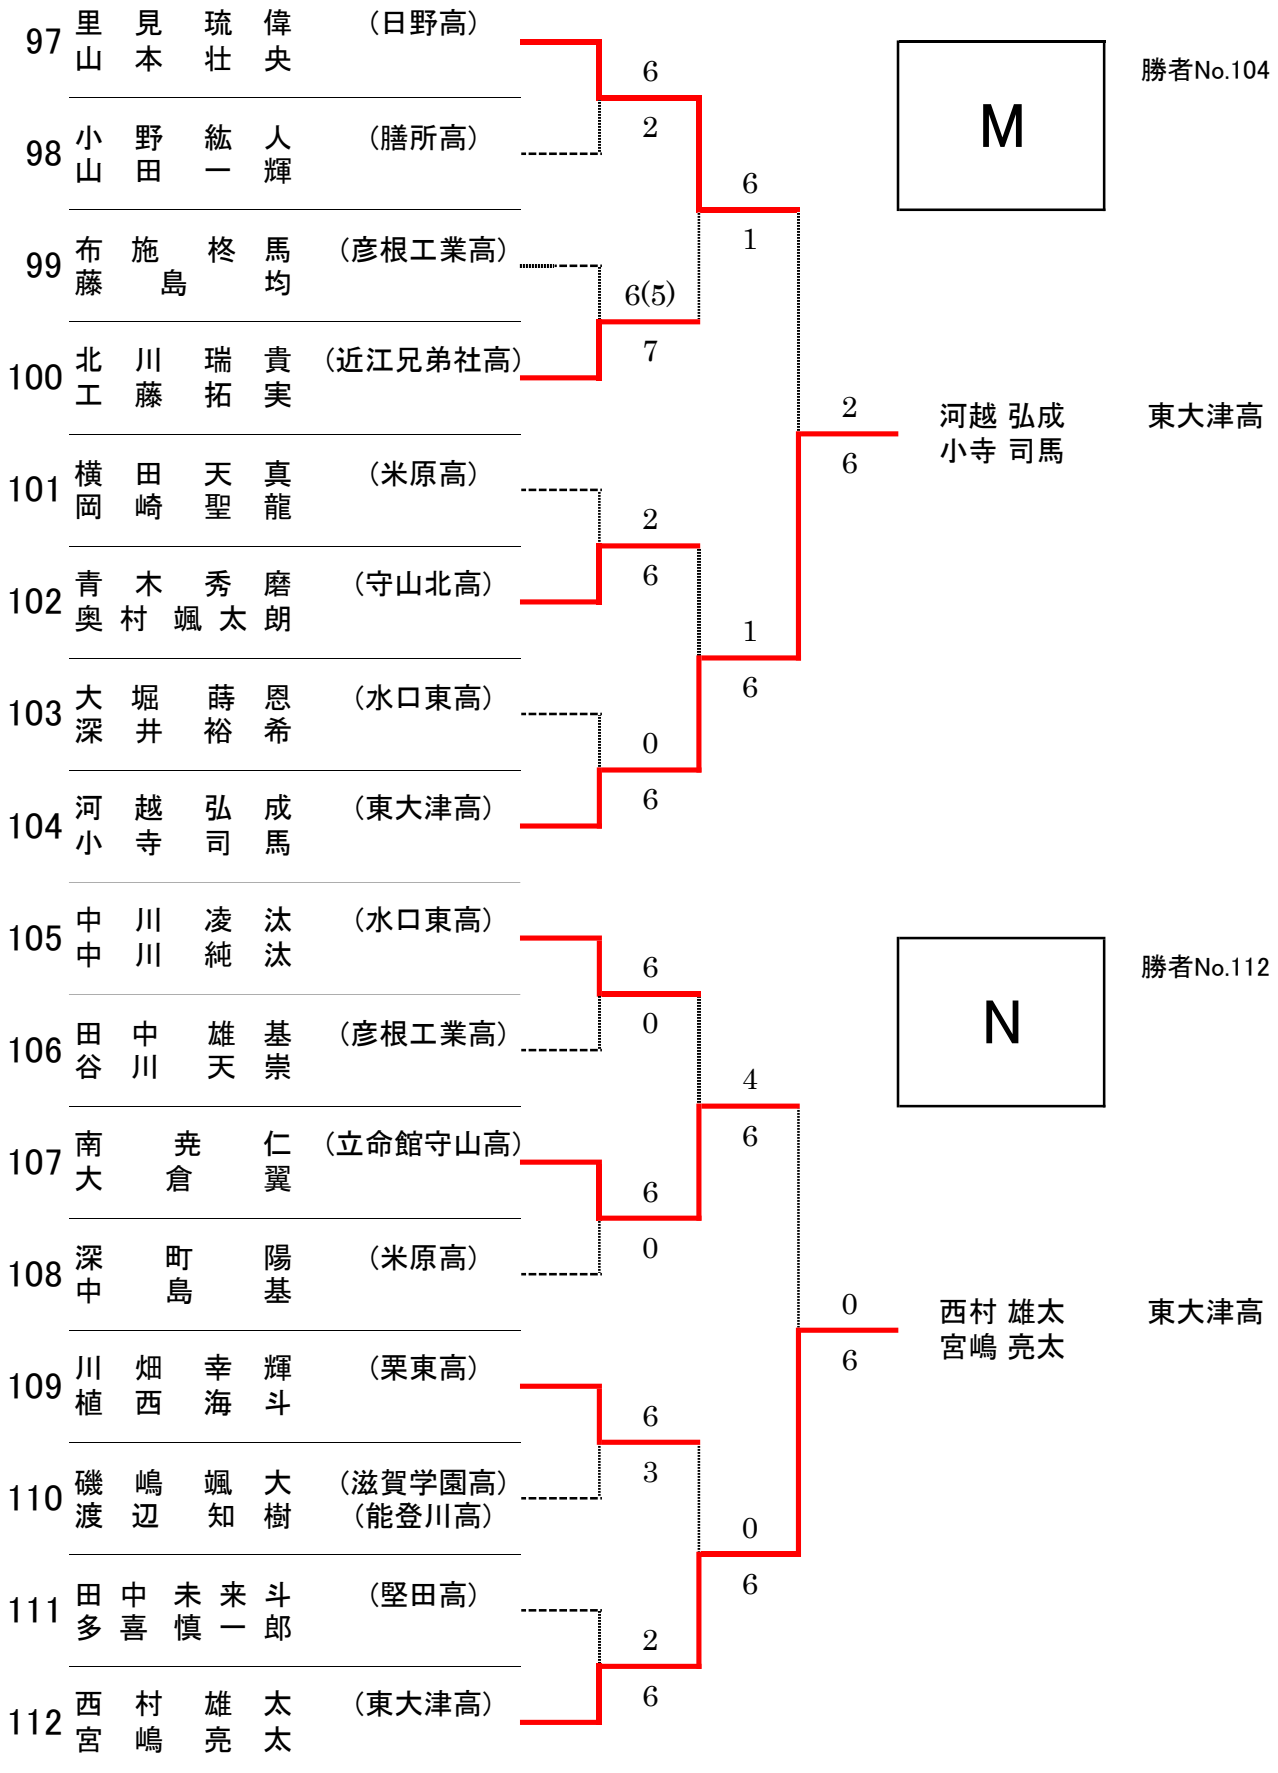 97 里見琉偉 (日野高)
山本壮央
98 小野紘人 (膳所高)
山田一輝
99 布施柊馬 (彦根工業高)
藤島均
100 北川瑞貴 (近江兄弟社高)
工藤拓実
101 横田天真 (米原高)
岡崎聖龍
102 青木秀磨 (守山北高)
奥村颯太朗
103 大堀蒔恩 (水口東高)
深井裕希
104 河越弘成 (東大津高)
小寺司馬
6
2
6(5)
7
2
6
0
6
6
1
1
6
2
6
M
勝者No.104
河越 弘成 東大津高
小寺 司馬
105 中川凌汰 (水口東高)
中川純汰
106 田中雄基 (彦根工業高)
谷川天崇
107 南尭仁 (立命館守山高)
大倉翼
108 深町陽 (米原高)
中島基
109 川畑幸輝 (栗東高)
植西海斗
110 磯嶋颯大 (滋賀学園高)
渡辺知樹 (能登川高)
111 田中未来斗 (堅田高)
多喜慎一郎
112 西村雄太 (東大津高)
宮嶋亮太
6
0
6
0
6
3
2
6
4
6
0
6
0
6
N
勝者No.112
西村 雄太 東大津高
宮嶋 亮太